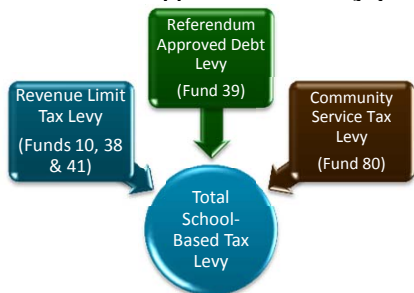 Referendum
Approved Debt
Levy
(Fund 39)
Revenue Limit
Tax Levy
(Funds 10, 38
& 41)
Community
Service Tax
Levy
(Fund 80)
Total
School-
Based Tax
Levy